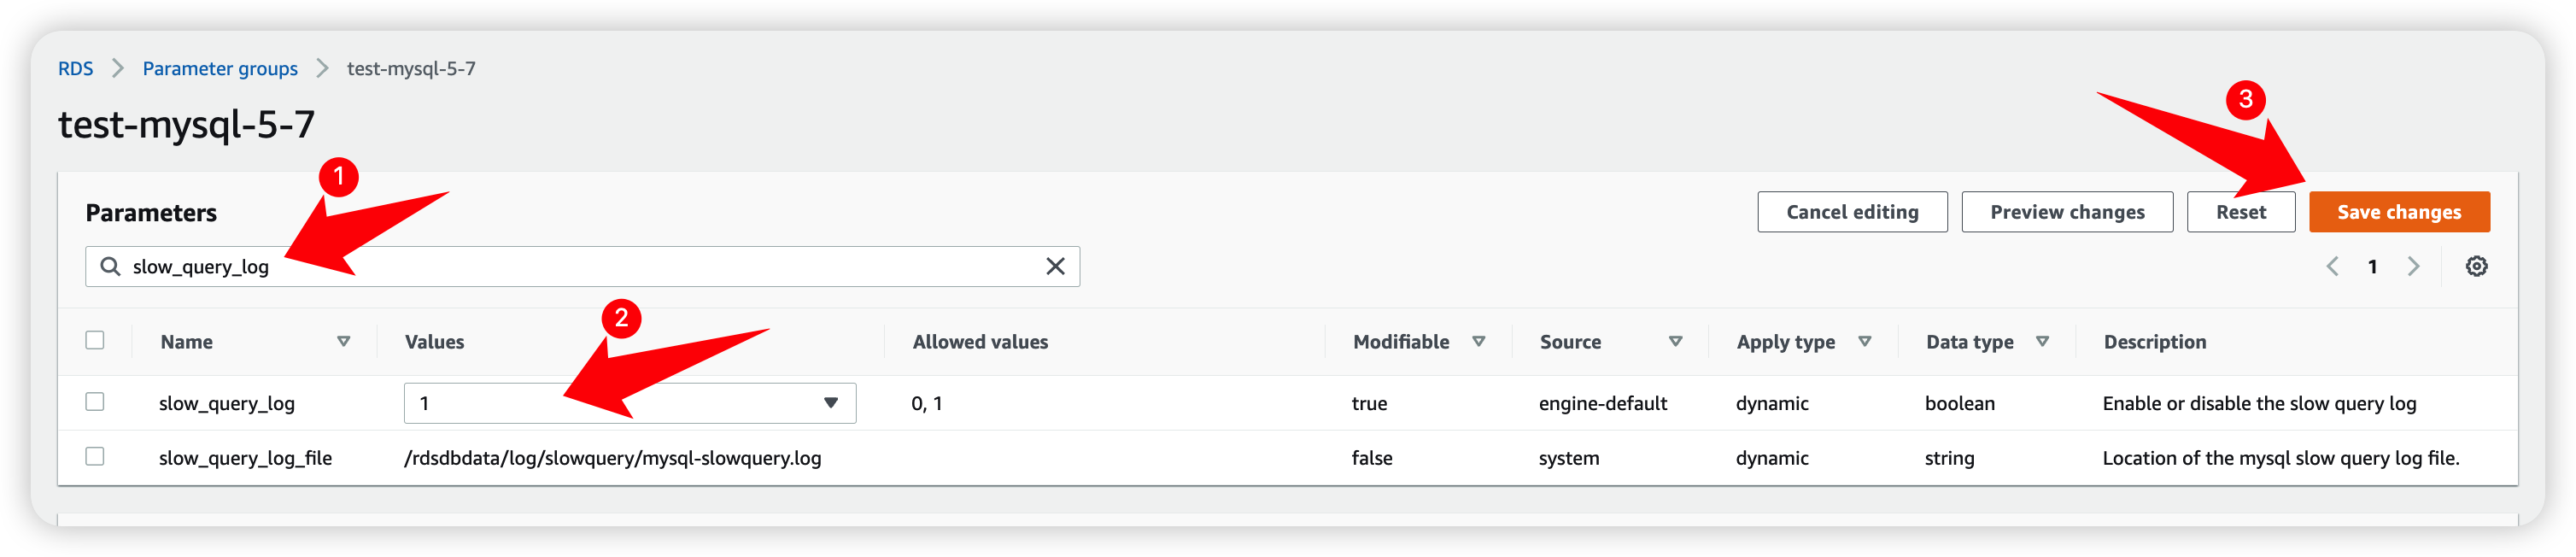 RDS > Parameter groups > test-mysql-5-7
test-mysql-5-7
3
1
Parameters
Cancel editing Preview changes Reset Save changes
slow_query_log
1
2
Name Values Allowed values Modifiable Source Apply type Data type Description
slow_query_log 1 0, 1 true engine-default dynamic boolean Enable or disable the slow query log
slow_query_log_file /rdsdbdata/log/slowquery/mysql-slowquery.log false system dynamic string Location of the mysql slow query log file.